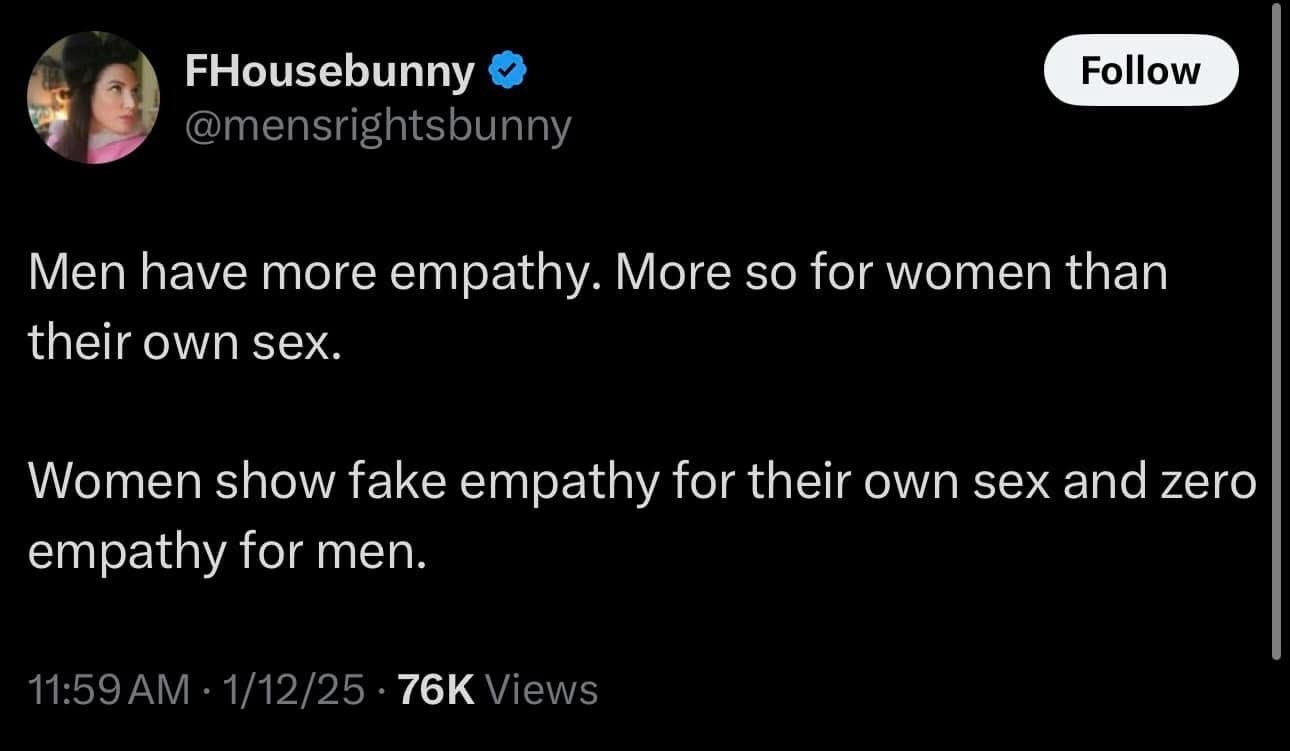 FHousebunny
Follow
@mensrightsbunny
Men have more empathy. More so for women than
their own sex.
Women show fake empathy for their own sex and zero
empathy for men.
11:59 AM · 1/12/25 · 76K Views